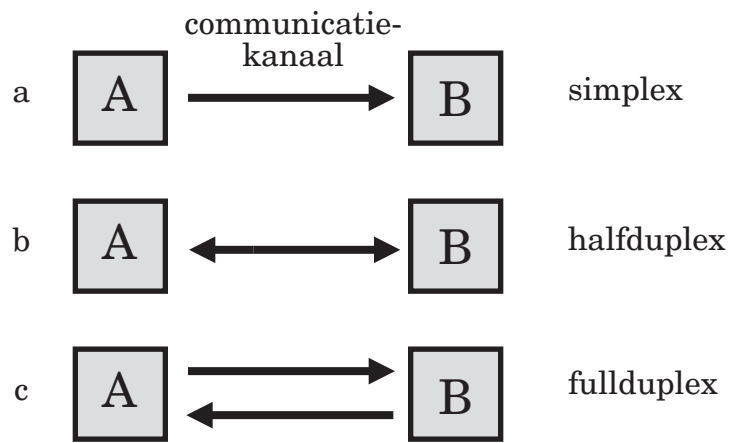 communicatie-
kanaal
a A B simplex
b A B halfduplex
c A B fullduplex